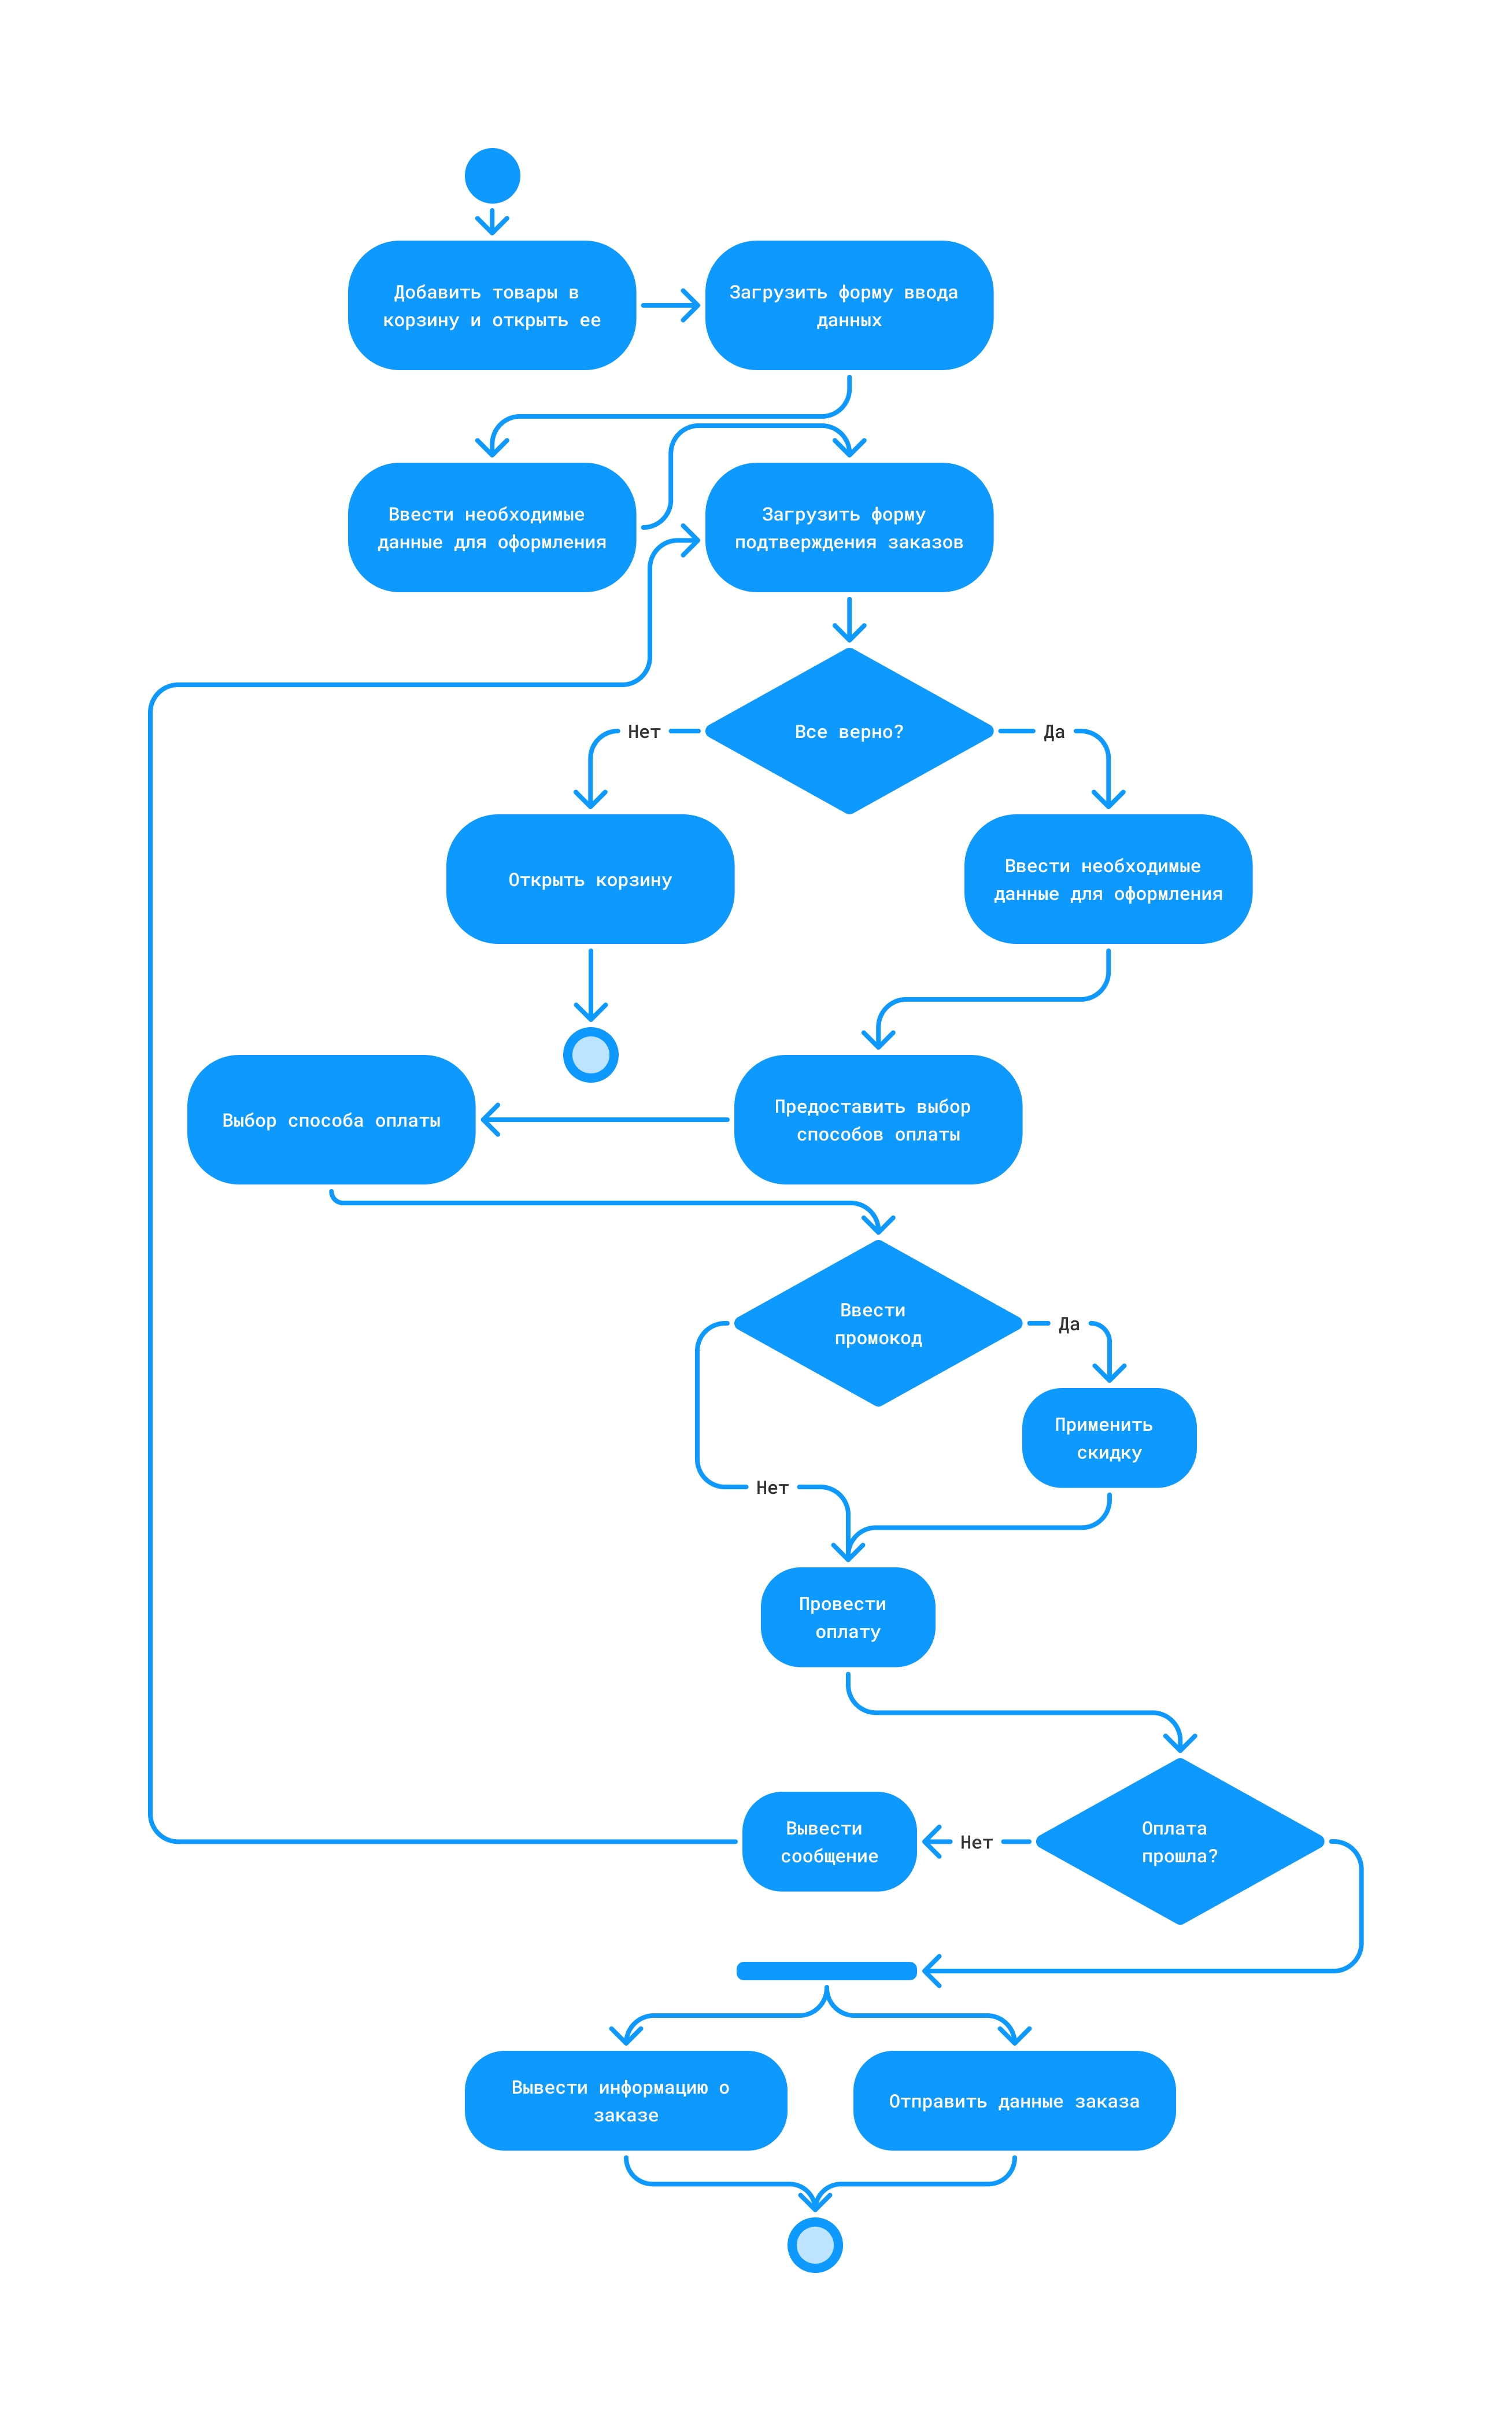 Добавить товары в
корзину и открыть ее
Загрузить форму ввода
данных
Ввести необходимые
данные для оформления
Загрузить форму
подтверждения заказов
Все верно?
Нет
Да
Открыть корзину
Ввести необходимые
данные для оформления
Выбор способа оплаты
Предоставить выбор
способов оплаты
Ввести
промокод
Да
Применить
скидку
Нет
Провести
оплату
Оплата
прошла?
Нет
Вывести
сообщение
Вывести информацию о
заказе
Отправить данные заказа